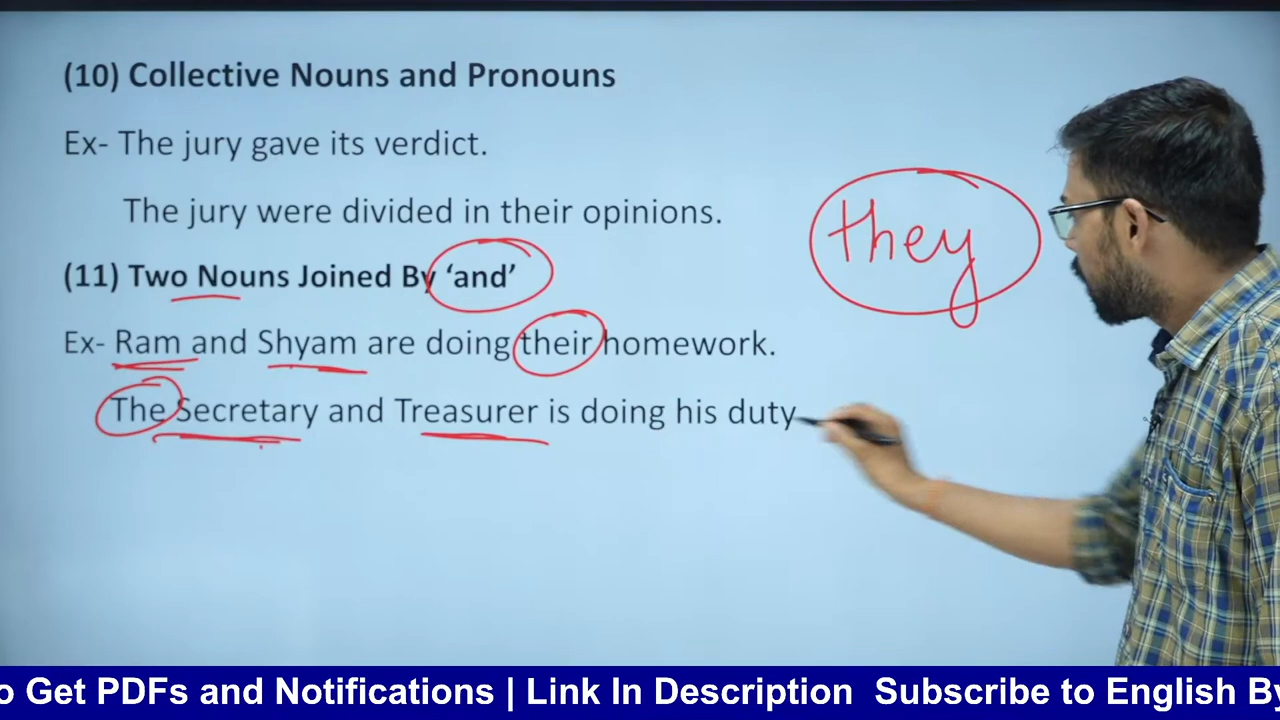 (10) Collective Nouns and Pronouns
Ex- The jury gave its verdict.
The jury were divided in their opinions.
they
(11) Two Nouns Joined By ‘and’
Ex- Ram and Shyam are doing their homework.
The Secretary and Treasurer is doing his duty
o Get PDFs and Notifications | Link In Description Subscribe to English By